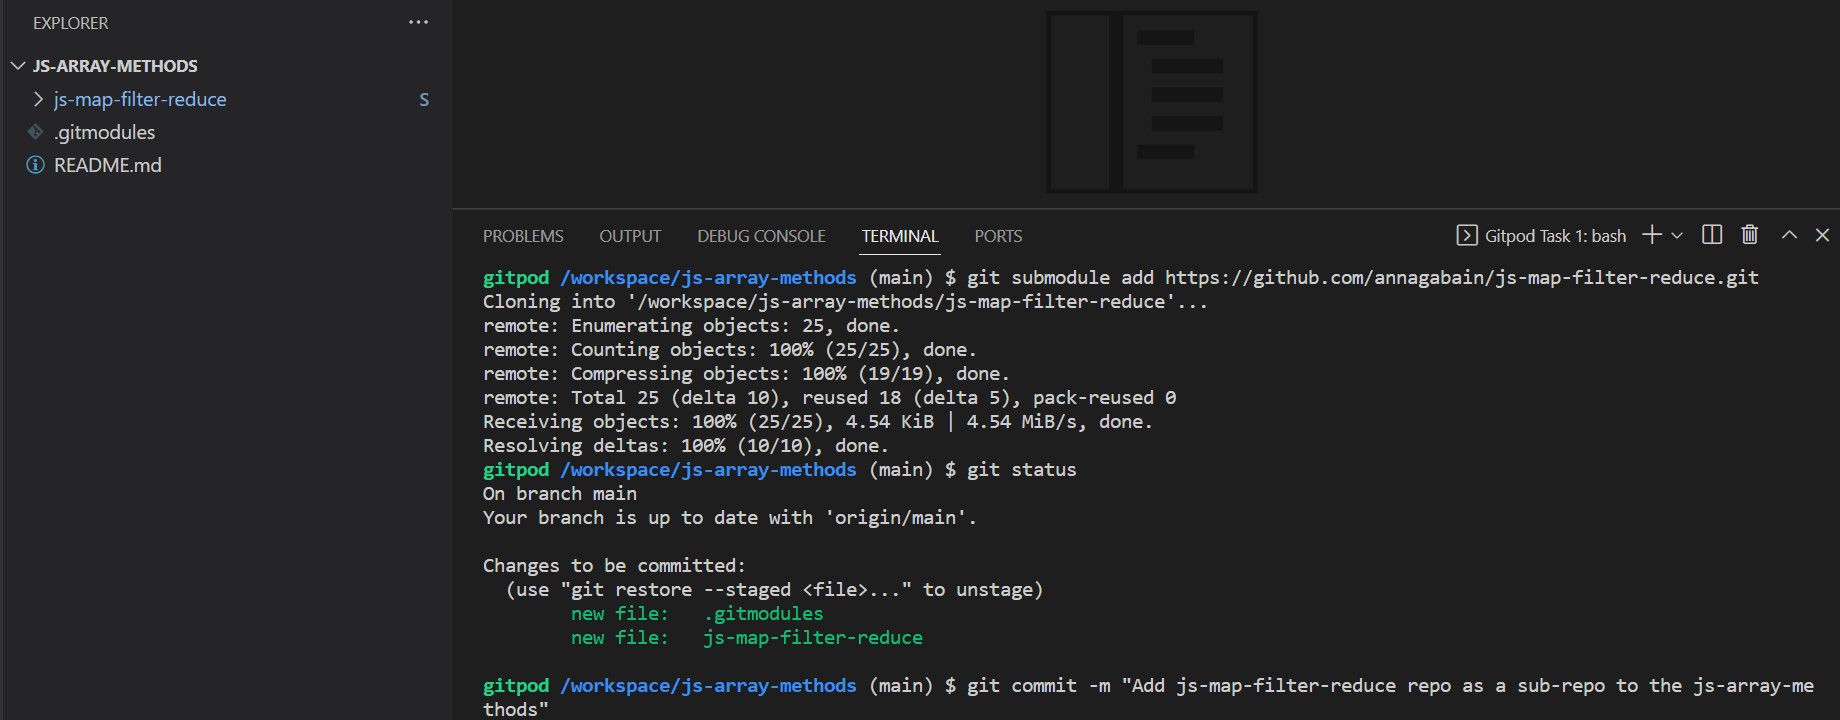 EXPLORER
JS-ARRAY-METHODS
js-map-filter-reduce S
.gitmodules
README.md
PROBLEMS OUTPUT DEBUG CONSOLE TERMINAL PORTS Gitpod Task 1: bash
gitpod /workspace/js-array-methods (main) $ git submodule add https://github.com/annagabain/js-map-filter-reduce.git
Cloning into '/workspace/js-array-methods/js-map-filter-reduce'...
remote: Enumerating objects: 25, done.
remote: Counting objects: 100% (25/25), done.
remote: Compressing objects: 100% (19/19), done.
remote: Total 25 (delta 10), reused 18 (delta 5), pack-reused 0
Receiving objects: 100% (25/25), 4.54 KiB | 4.54 MiB/s, done.
Resolving deltas: 100% (10/10), done.
gitpod /workspace/js-array-methods (main) $ git status
On branch main
Your branch is up to date with 'origin/main'.
Changes to be committed:
(use "git restore --staged <file>..." to unstage)
new file: .gitmodules
new file: js-map-filter-reduce
gitpod /workspace/js-array-methods (main) $ git commit -m "Add js-map-filter-reduce repo as a sub-repo to the js-array-me
thods"